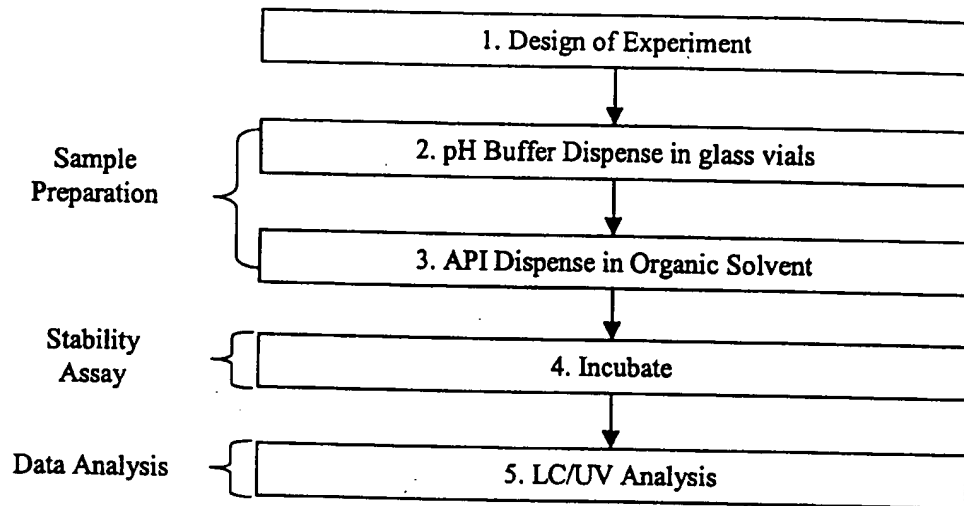 1. Design of Experiment
Sample
Preparation
2. pH Buffer Dispense in glass vials
3. API Dispense in Organic Solvent
Stability
Assay
4. Incubate
Data Analysis
5. LC/UV Analysis